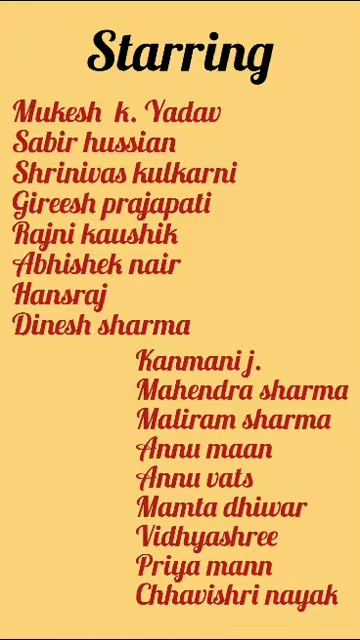 Starring
Mukesh k. Yadav
Sabir hussian
Shrinivas kulkarni
Gireesh prajapati
Rajni kaushik
Abhishek nair
Hansraj
Dinesh sharma
Kanmani j.
Mahendra sharma
Maliram sharma
Annu maan
Annu vats
Mamta dhiwar
Vidhyashree
Priya mann
Chhavishri nayak